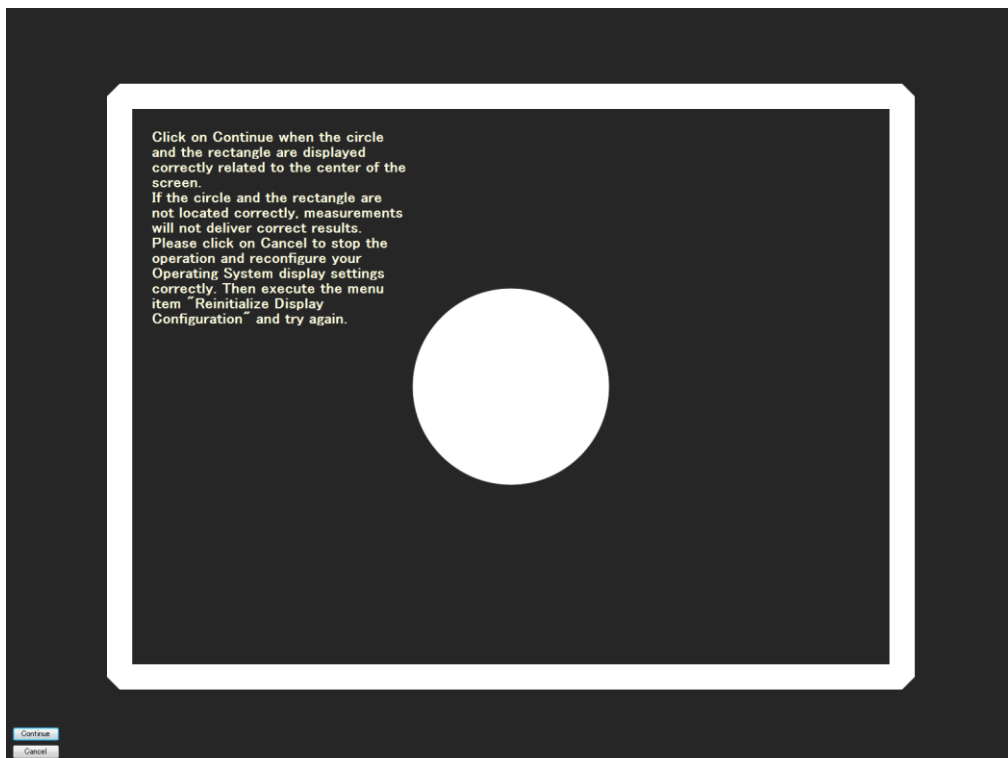 Click on Continue when the circle
and the rectangle are displayed
correctly related to the center of the
screen.
If the circle and the rectangle are
not located correctly, measurements
will not deliver correct results.
Please click on Cancel to stop the
operation and reconfigure your
Operating System display settings
correctly. Then execute the menu
item "Reinitialize Display
Configuration" and try again.
Continue
Cancel